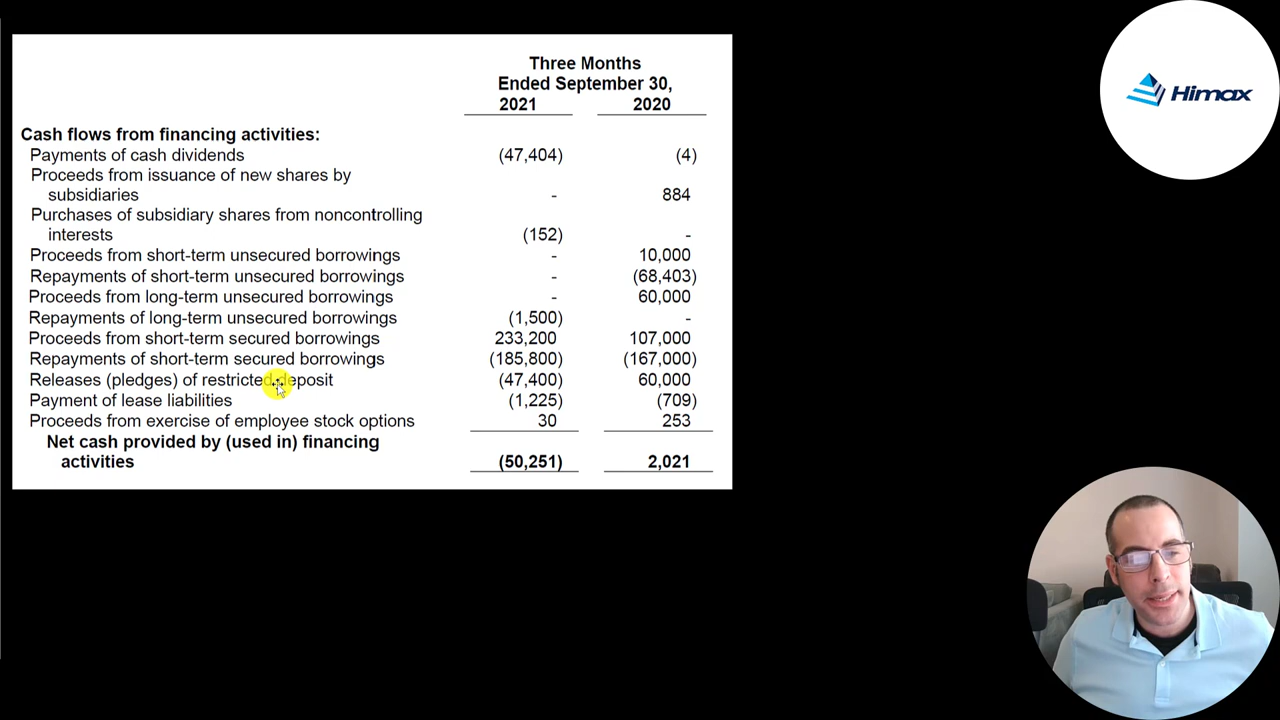 Three Months
Ended September 30,
2021 2020
Cash flows from financing activities:
Payments of cash dividends (47,404) (4)
Proceeds from issuance of new shares by
subsidiaries - 884
Purchases of subsidiary shares from noncontrolling
interests (152) -
Proceeds from short-term unsecured borrowings - 10,000
Repayments of short-term unsecured borrowings - (68,403)
Proceeds from long-term unsecured borrowings - 60,000
Repayments of long-term unsecured borrowings (1,500) -
Proceeds from short-term secured borrowings 233,200 107,000
Repayments of short-term secured borrowings (185,800) (167,000)
Releases (pledges) of restricted deposit (47,400) 60,000
Payment of lease liabilities (1,225) (709)
Proceeds from exercise of employee stock options 30 253
Net cash provided by (used in) financing
activities (50,251) 2,021
Himax